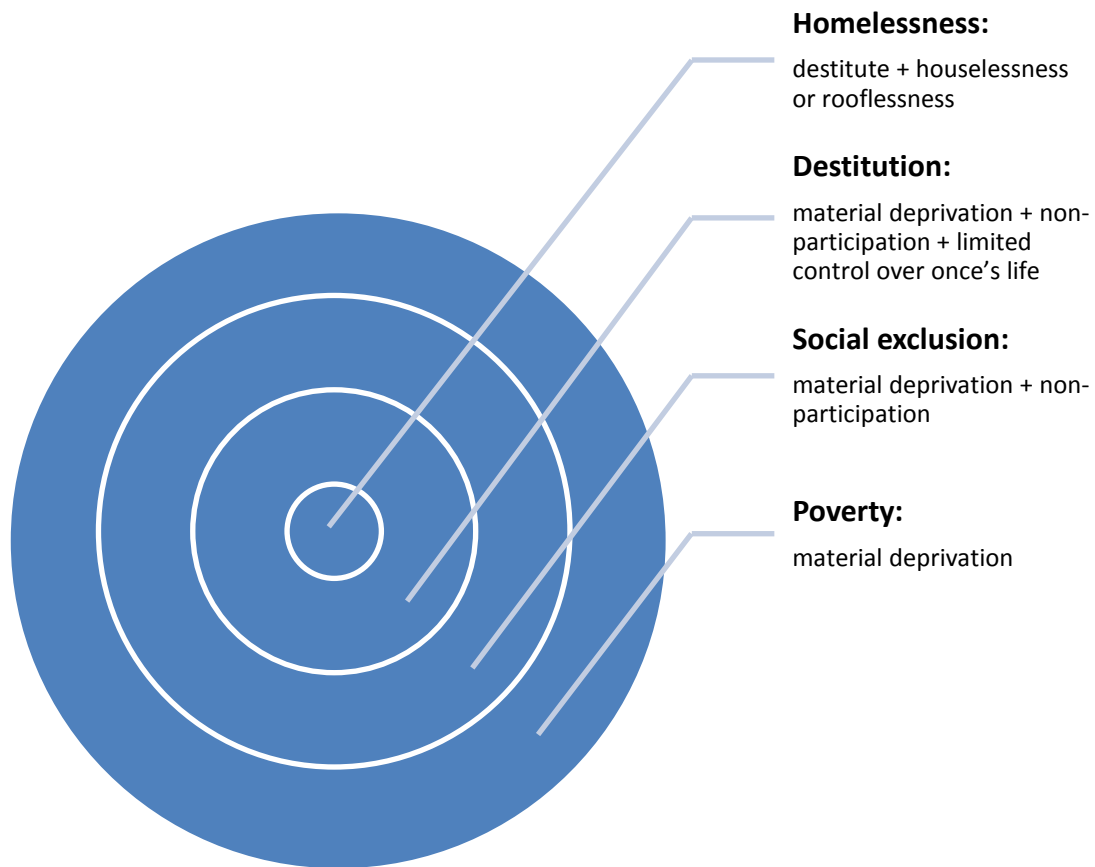 Homelessness:
destitute + houselessness
or rooflessness
Destitution:
material deprivation + non-
participation + limited
control over once’s life
Social exclusion:
material deprivation + non-
participation
Poverty:
material deprivation